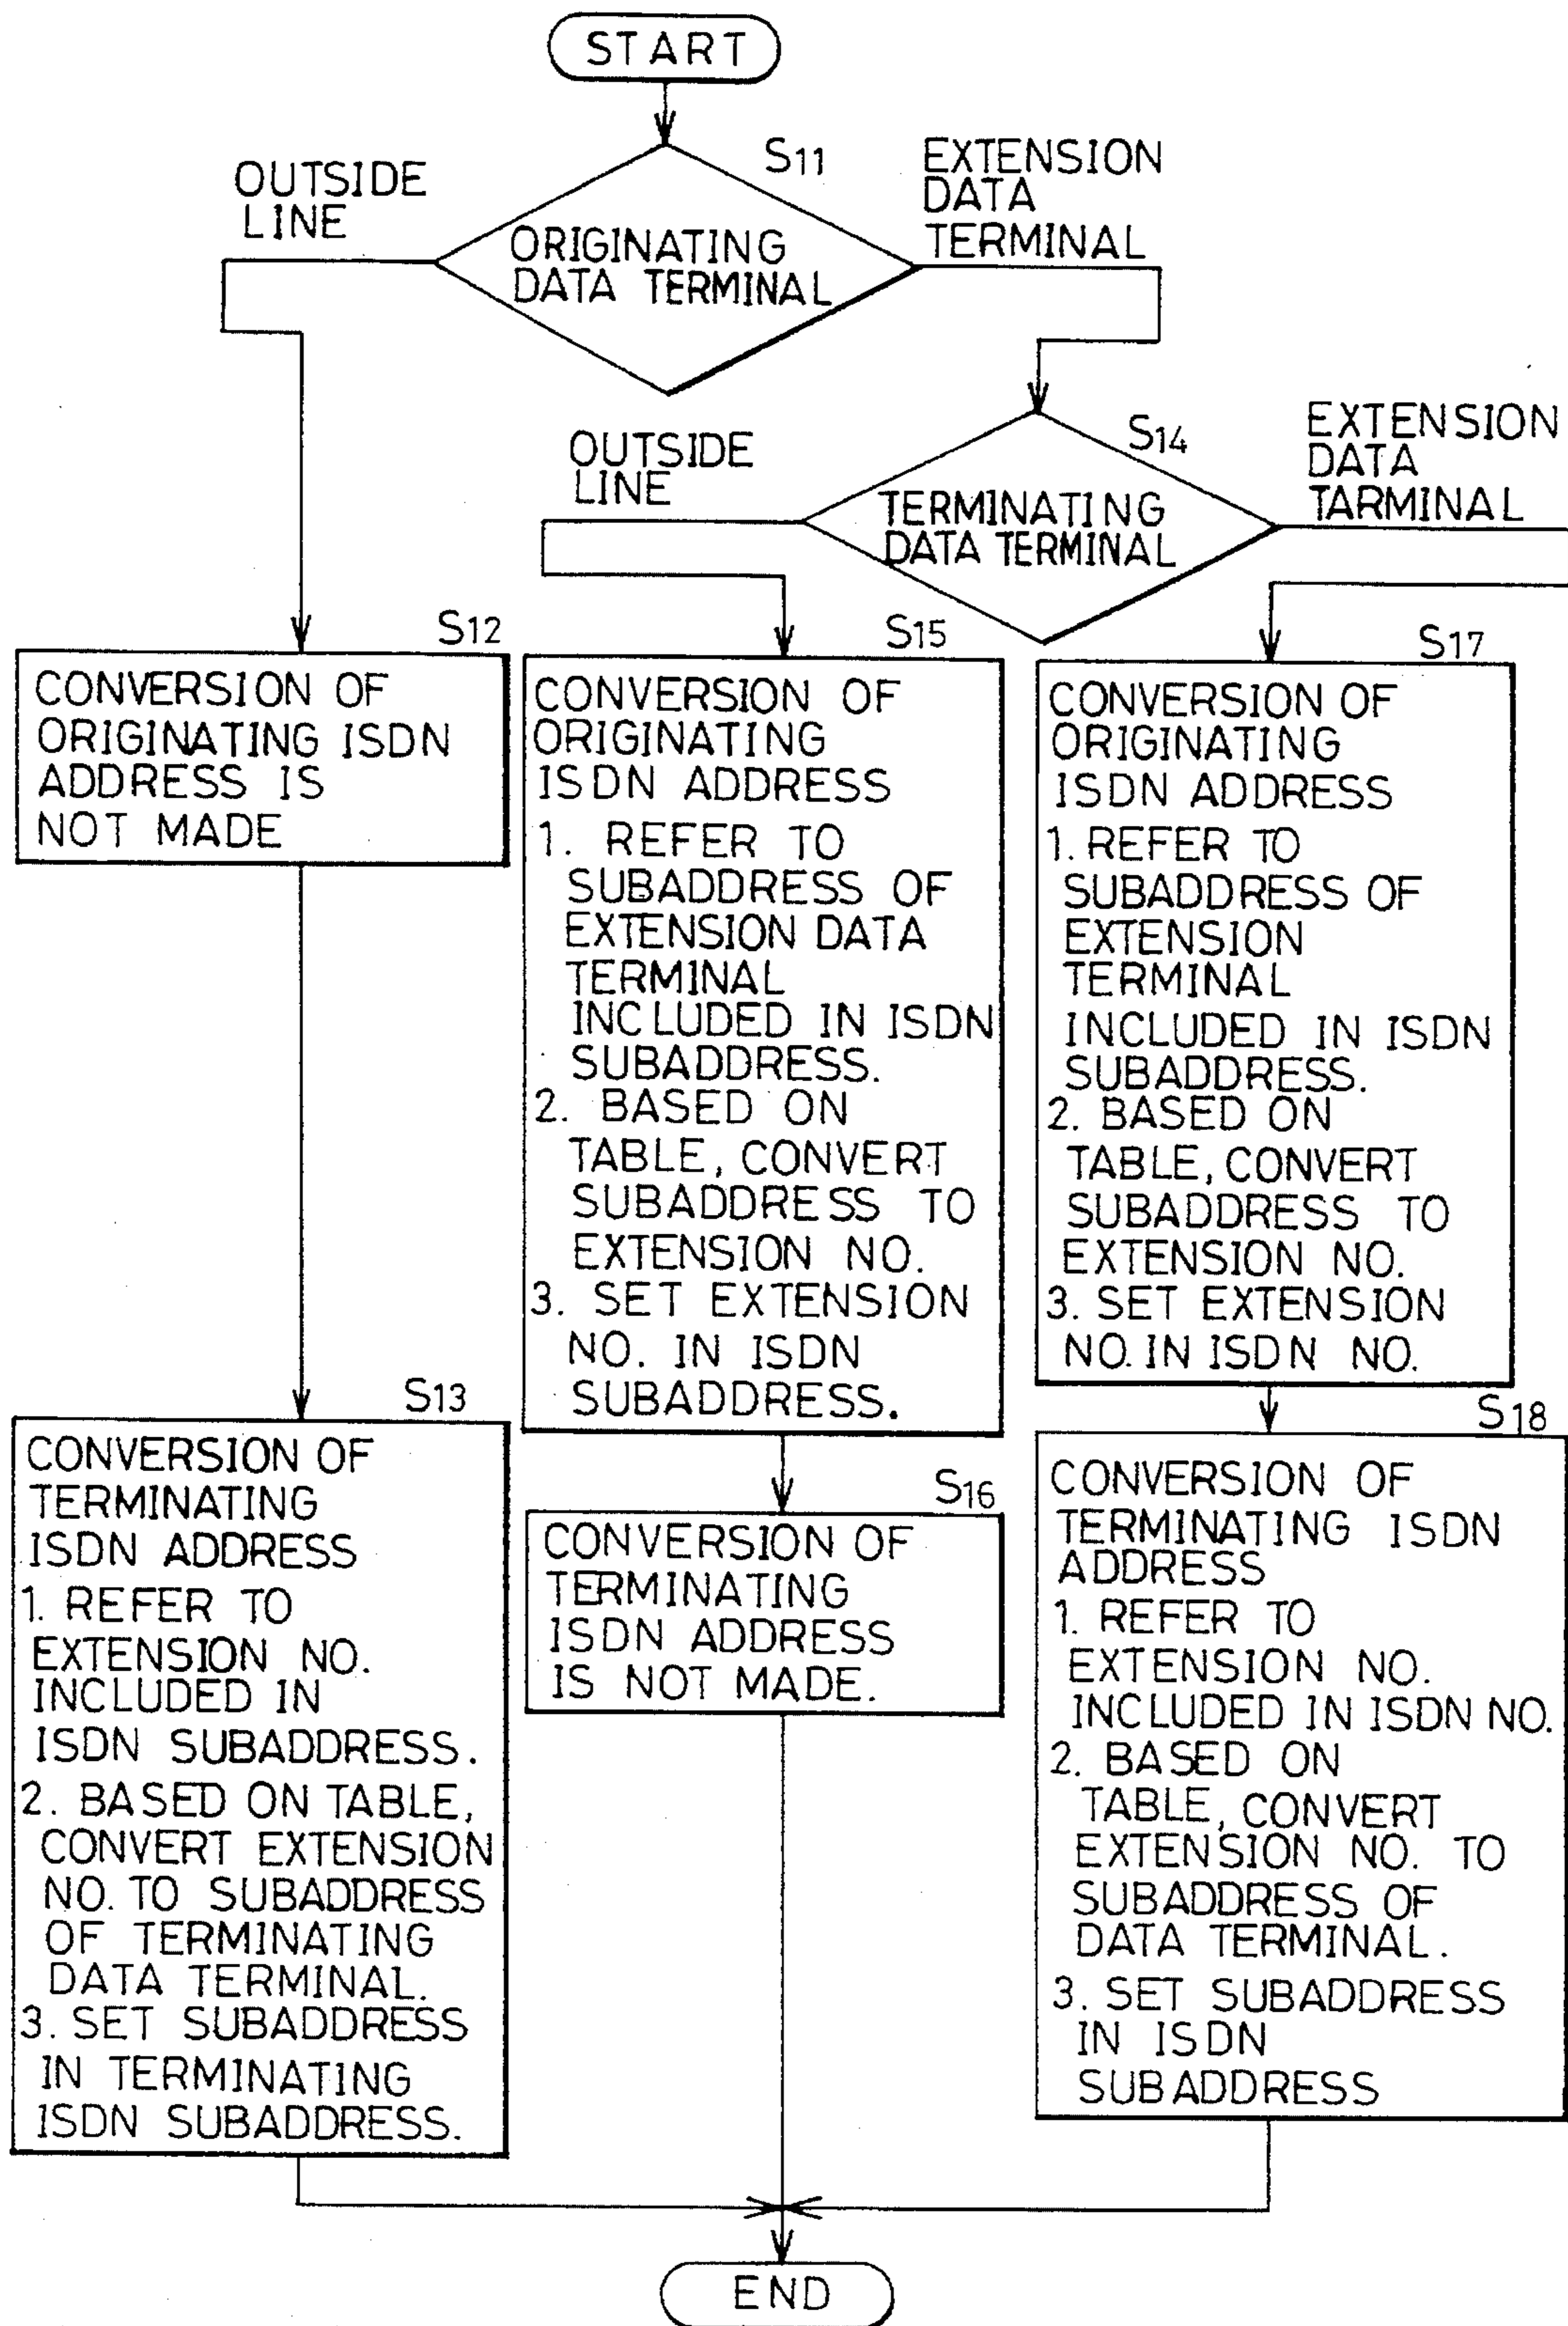 START
S11
OUTSIDE
LINE
EXTENSION
DATA
TERMINAL
ORIGINATING
DATA TERMINAL
S14
OUTSIDE
LINE
EXTENSION
DATA
TARMINAL
TERMINATING
DATA TERMINAL
S12
CONVERSION OF
ORIGINATING ISDN
ADDRESS IS
NOT MADE
S13
CONVERSION OF
TERMINATING
ISDN ADDRESS
1. REFER TO
EXTENSION NO.
INCLUDED IN
ISDN SUBADDRESS.
2. BASED ON TABLE,
CONVERT EXTENSION
NO. TO SUBADDRESS
OF TERMINATING
DATA TERMINAL.
3. SET SUBADDRESS
IN TERMINATING
ISDN SUBADDRESS.
S15
CONVERSION OF
ORIGINATING
ISDN ADDRESS
1. REFER TO
SUBADDRESS OF
EXTENSION DATA
TERMINAL
INCLUDED IN ISDN
SUBADDRESS.
2. BASED ON
TABLE, CONVERT
SUBADDRESS TO
EXTENSION NO.
3. SET EXTENSION
NO. IN ISDN
SUBADDRESS.
S16
CONVERSION OF
TERMINATING
ISDN ADDRESS
IS NOT MADE.
S17
CONVERSION OF
ORIGINATING
ISDN ADDRESS
1. REFER TO
SUBADDRESS OF
EXTENSION
TERMINAL
INCLUDED IN ISDN
SUBADDRESS.
2. BASED ON
TABLE, CONVERT
SUBADDRESS TO
EXTENSION NO.
3. SET EXTENSION
NO. IN ISDN NO.
S18
CONVERSION OF
TERMINATING ISDN
ADDRESS
1. REFER TO
EXTENSION NO.
INCLUDED IN ISDN NO.
2. BASED ON
TABLE, CONVERT
EXTENSION NO. TO
SUBADDRESS OF
DATA TERMINAL.
3. SET SUBADDRESS
IN ISDN
SUBADDRESS
END